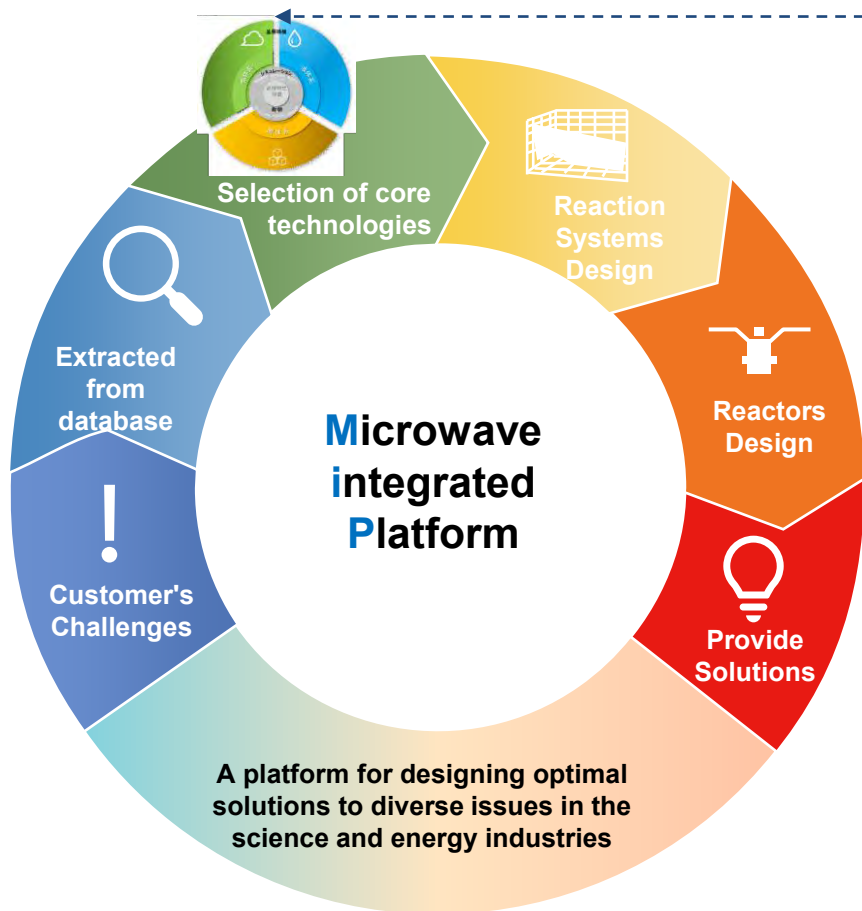 Selection of core
technologies
Reaction
Systems
Design
Extracted
from
database
Reactors
Design
Microwave
integrated
Platform
Customer's
Challenges
Provide
Solutions
A platform for designing optimal
solutions to diverse issues in the
science and energy industries